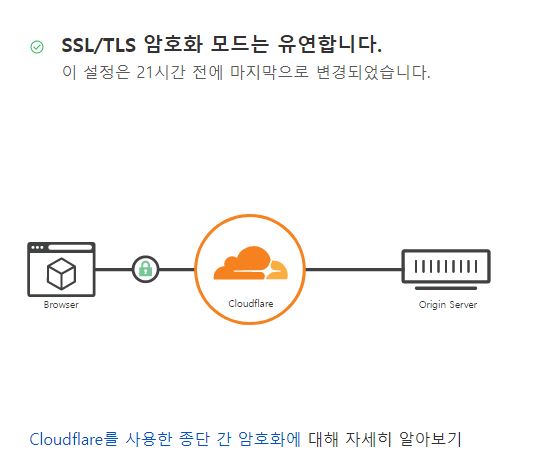 SSL/TLS 암호화 모드는 유연합니다.
이 설정은 21시간 전에 마지막으로 변경되었습니다.
Browser
Cloudflare
Origin Server
Cloudflare를 사용한 종단 간 암호화에 대해 자세히 알아보기